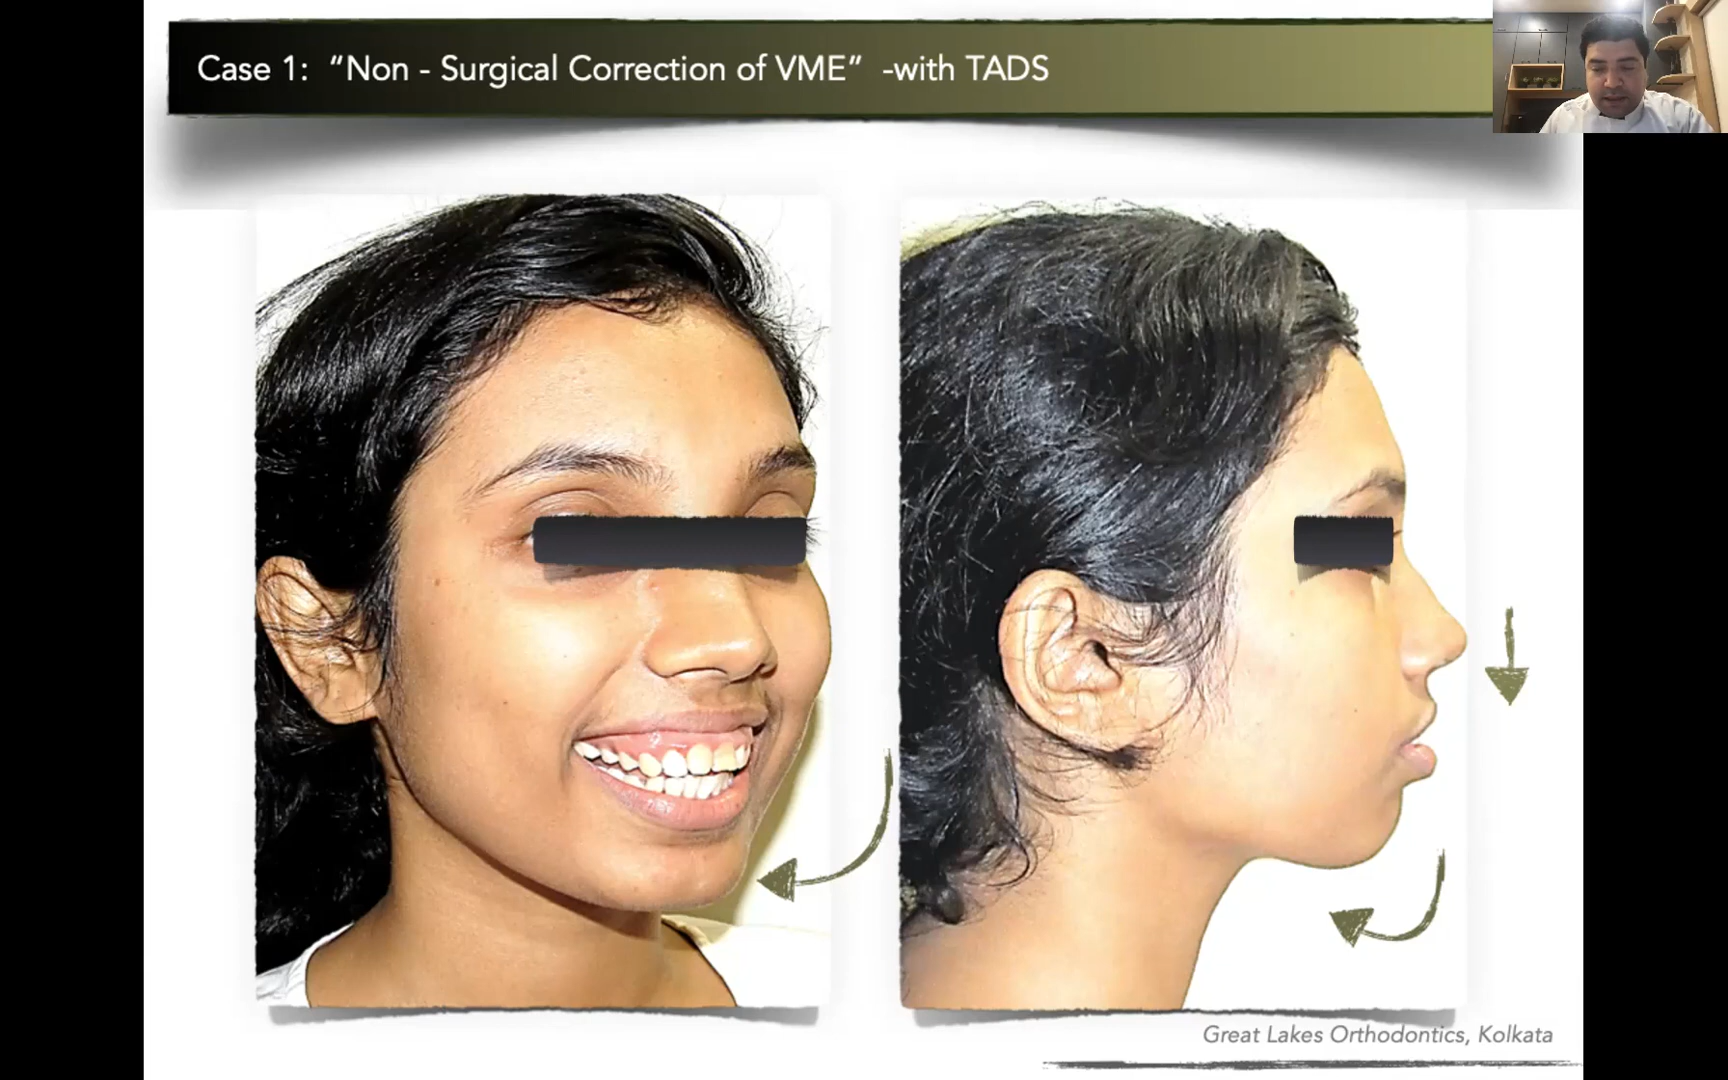 Case 1: “Non - Surgical Correction of VME” -with TADS
Great Lakes Orthodontics, Kolkata